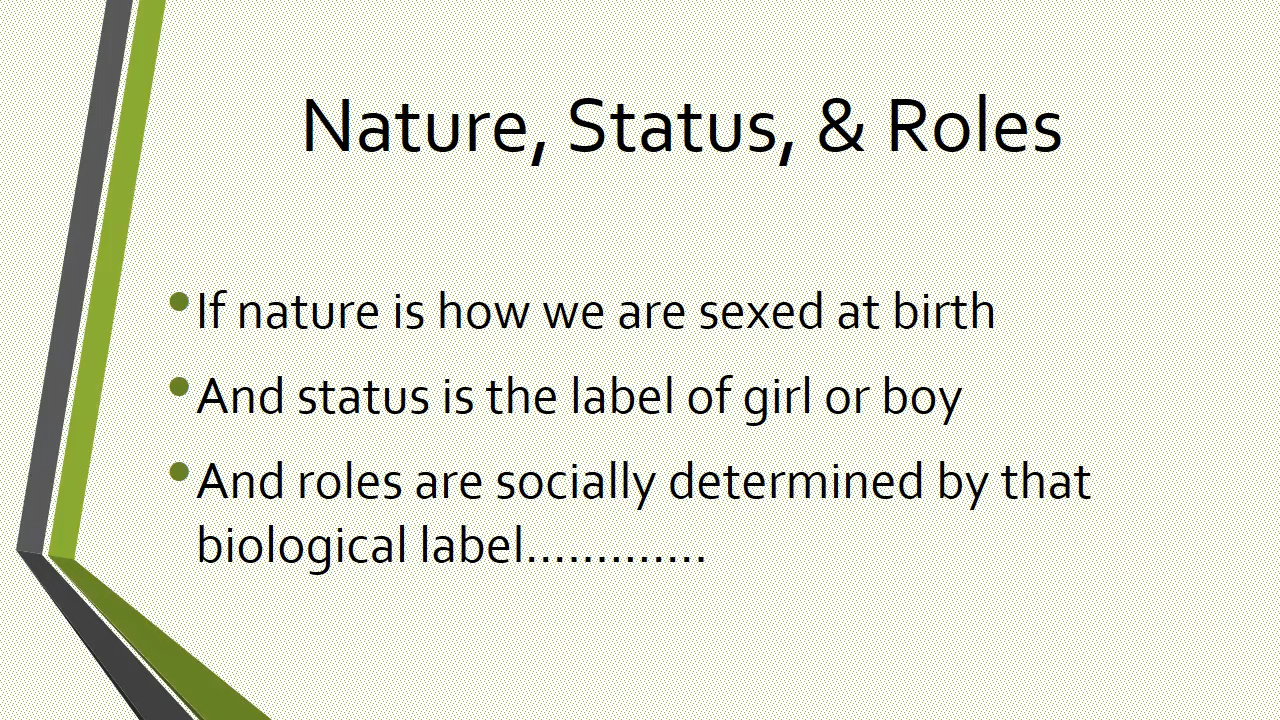 Nature, Status, & Roles
If nature is how we are sexed at birth
And status is the label of girl or boy
And roles are socially determined by that
biological label.............